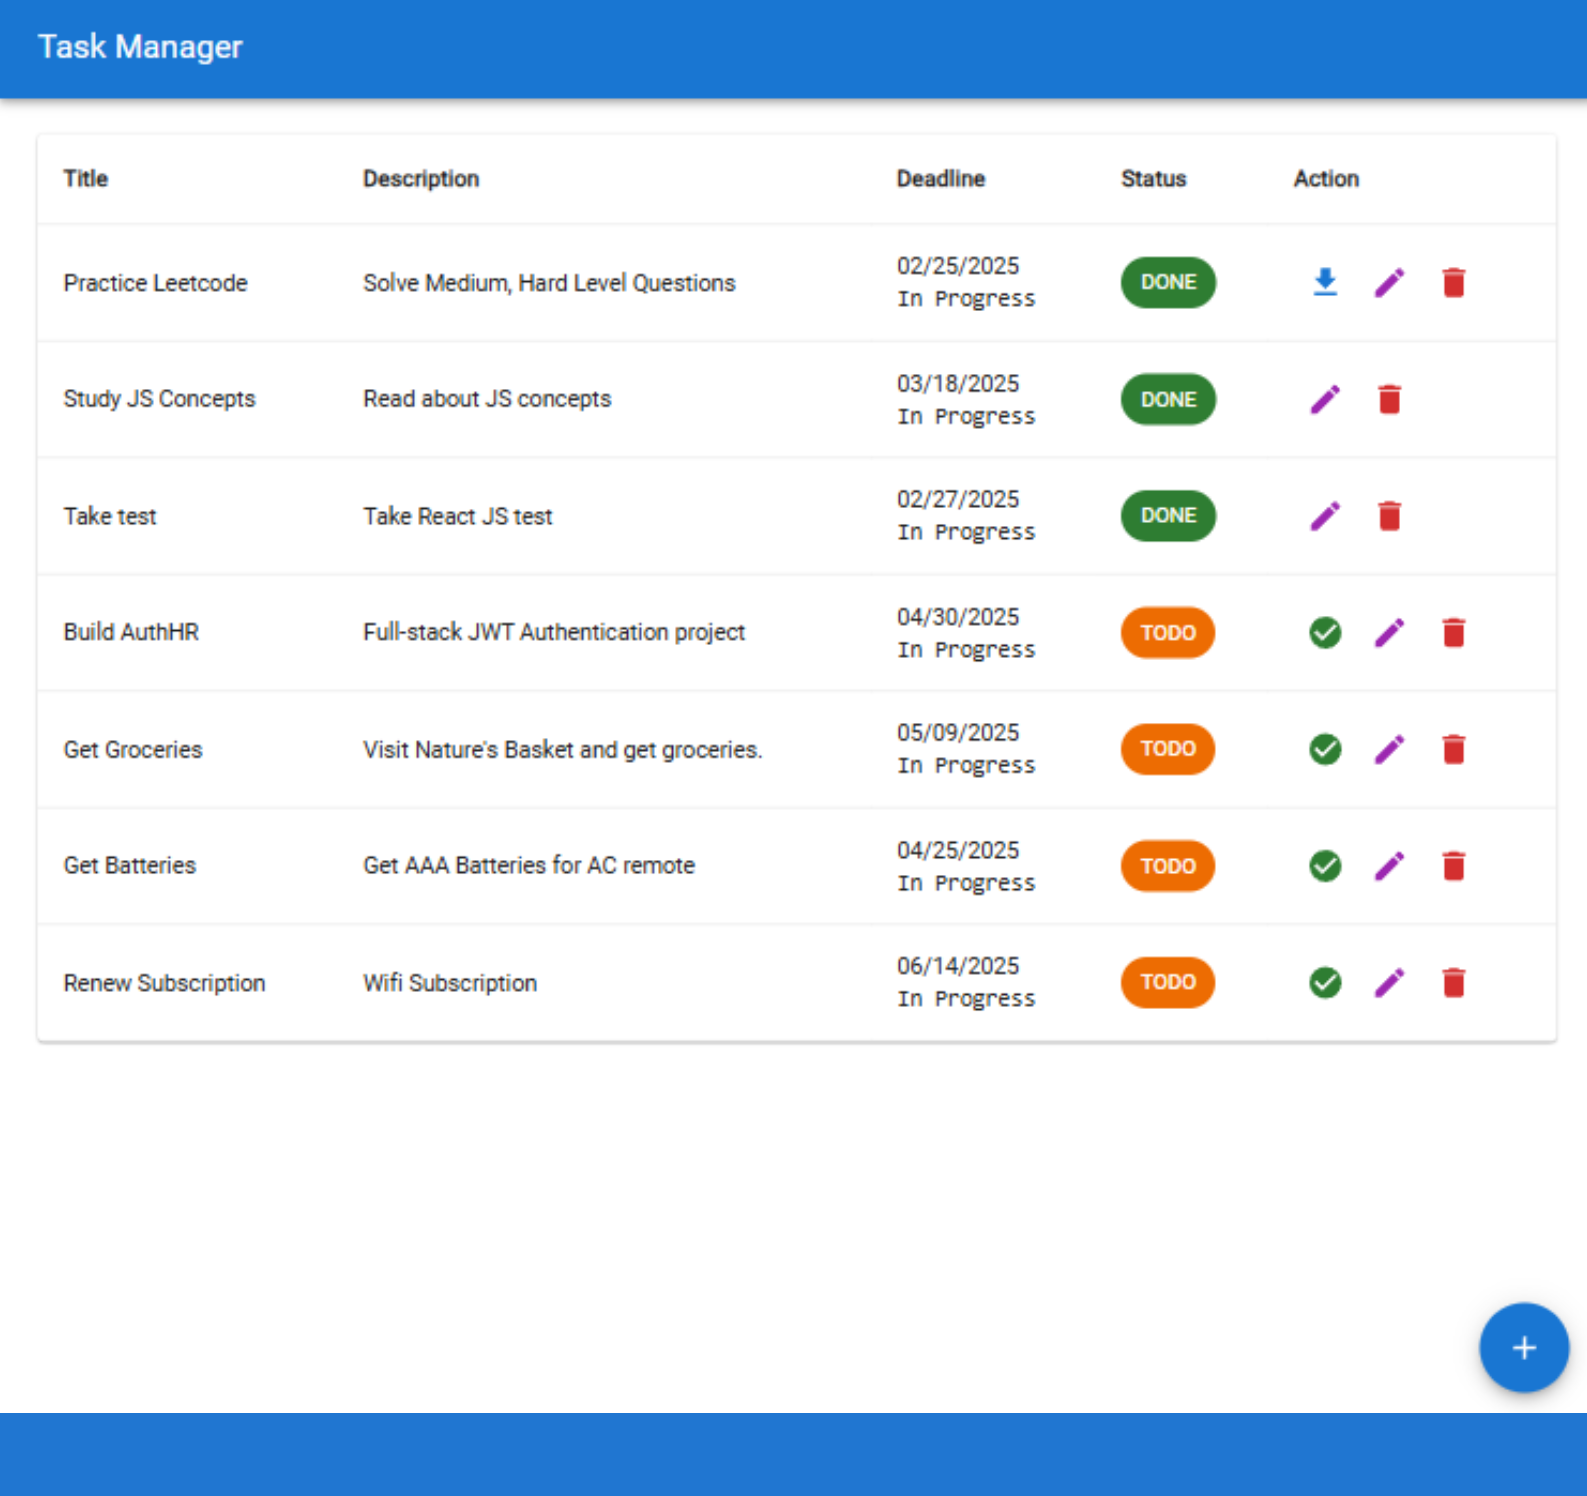 Task Manager
Title Description Deadline Status Action
Practice Leetcode Solve Medium, Hard Level Questions 02/25/2025 DONE
In Progress
Study JS Concepts Read about JS concepts 03/18/2025 DONE
In Progress
Take test Take React JS test 02/27/2025 DONE
In Progress
Build AuthHR Full-stack JWT Authentication project 04/30/2025 TODO
In Progress
Get Groceries Visit Nature's Basket and get groceries. 05/09/2025 TODO
In Progress
Get Batteries Get AAA Batteries for AC remote 04/25/2025 TODO
In Progress
Renew Subscription Wifi Subscription 06/14/2025 TODO
In Progress
+